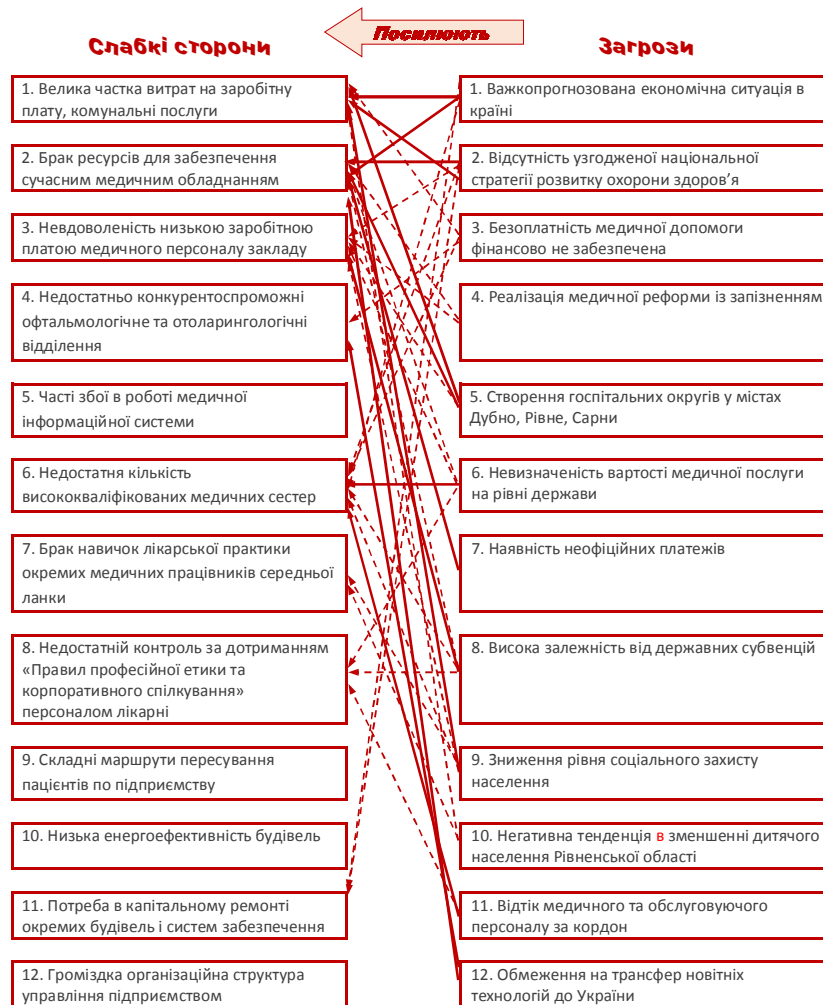 Посилюють
Слабкі сторони
Загрози
1. Велика частка витрат на заробітну
плату, комунальні послуги
2. Брак ресурсів для забезпечення
сучасним медичним обладнанням
3. Невдоволеність низькою заробітною
платою медичного персоналу закладу
4. Недостатньо конкурентоспроможні
офтальмологічне та отоларингологічні
відділення
5. Часті збої в роботі медичної
інформаційної системи
6. Недостатня кількість
висококваліфікованих медичних сестер
7. Брак навичок лікарської практики
окремих медичних працівників середньої
ланки
8. Недостатній контроль за дотриманням
«Правил професійної етики та
корпоративного спілкування»
персоналом лікарні
9. Складні маршрути пересування
пацієнтів по підприємству
10. Низька енергоефективність будівель
11. Потреба в капітальному ремонті
окремих будівель і систем забезпечення
12. Громіздка організаційна структура
управління підприємством
1. Важкопрогнозована економічна ситуація в
країні
2. Відсутність узгодженої національної
стратегії розвитку охорони здоров’я
3. Безоплатність медичної допомоги
фінансово не забезпечена
4. Реалізація медичної реформи із запізненням
5. Створення госпітальних округів у містах
Дубно, Рівне, Сарни
6. Невизначеність вартості медичної послуги
на рівні держави
7. Наявність неофіційних платежів
8. Висока залежність від державних субвенцій
9. Зниження рівня соціального захисту
населення
10. Негативна тенденція в зменшенні дитячого
населення Рівненської області
11. Відтік медичного та обслуговуючого
персоналу за кордон
12. Обмеження на трансфер новітніх
технологій до України